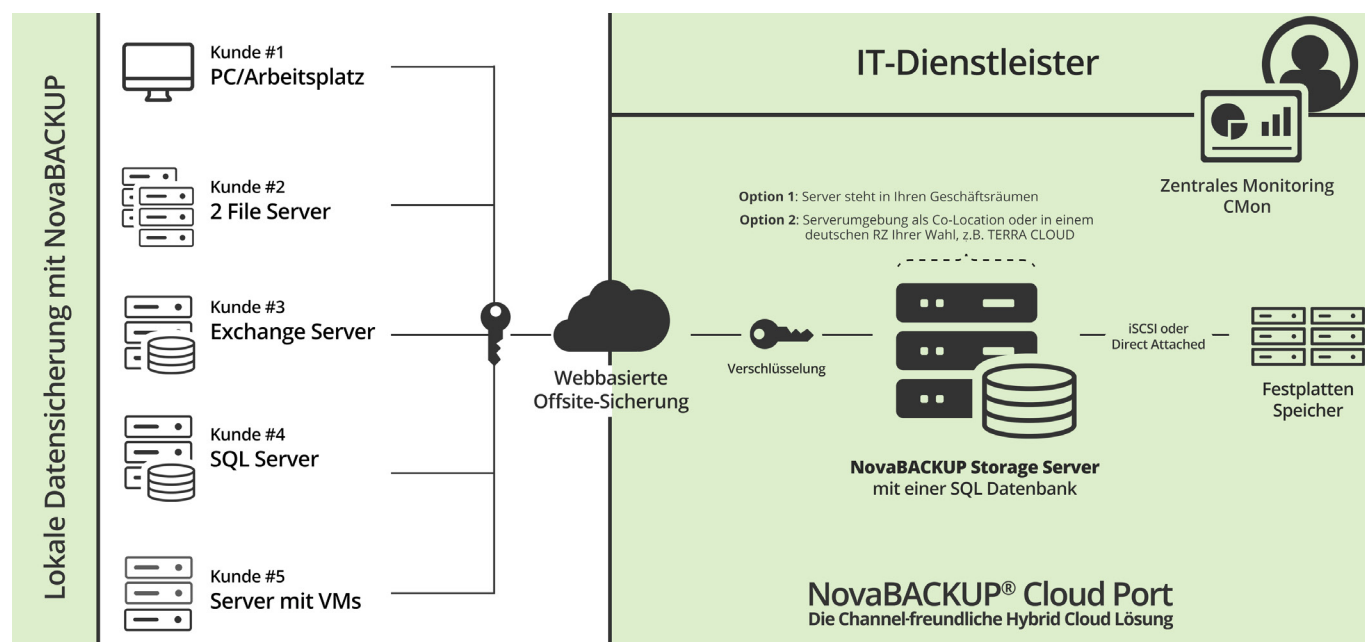 Lokale Datensicherung mit NovaBACKUP
Kunde #1
PC/Arbeitsplatz
Kunde #2
2 File Server
Kunde #3
Exchange Server
Kunde #4
SQL Server
Kunde #5
Server mit VMs
Webbasierte
Offsite-Sicherung
IT-Dienstleister
Zentrales Monitoring
CMon
Option 1: Server steht in Ihren Geschäftsräumen
Option 2: Serverumgebung als Co-Location oder in einem
deutschen RZ Ihrer Wahl, z.B. TERRA CLOUD
Verschlüsselung
iSCSI oder
Direct Attached
Festplatten
Speicher
NovaBACKUP Storage Server
mit einer SQL Datenbank
NovaBACKUP® Cloud Port
Die Channel-freundliche Hybrid Cloud Lösung